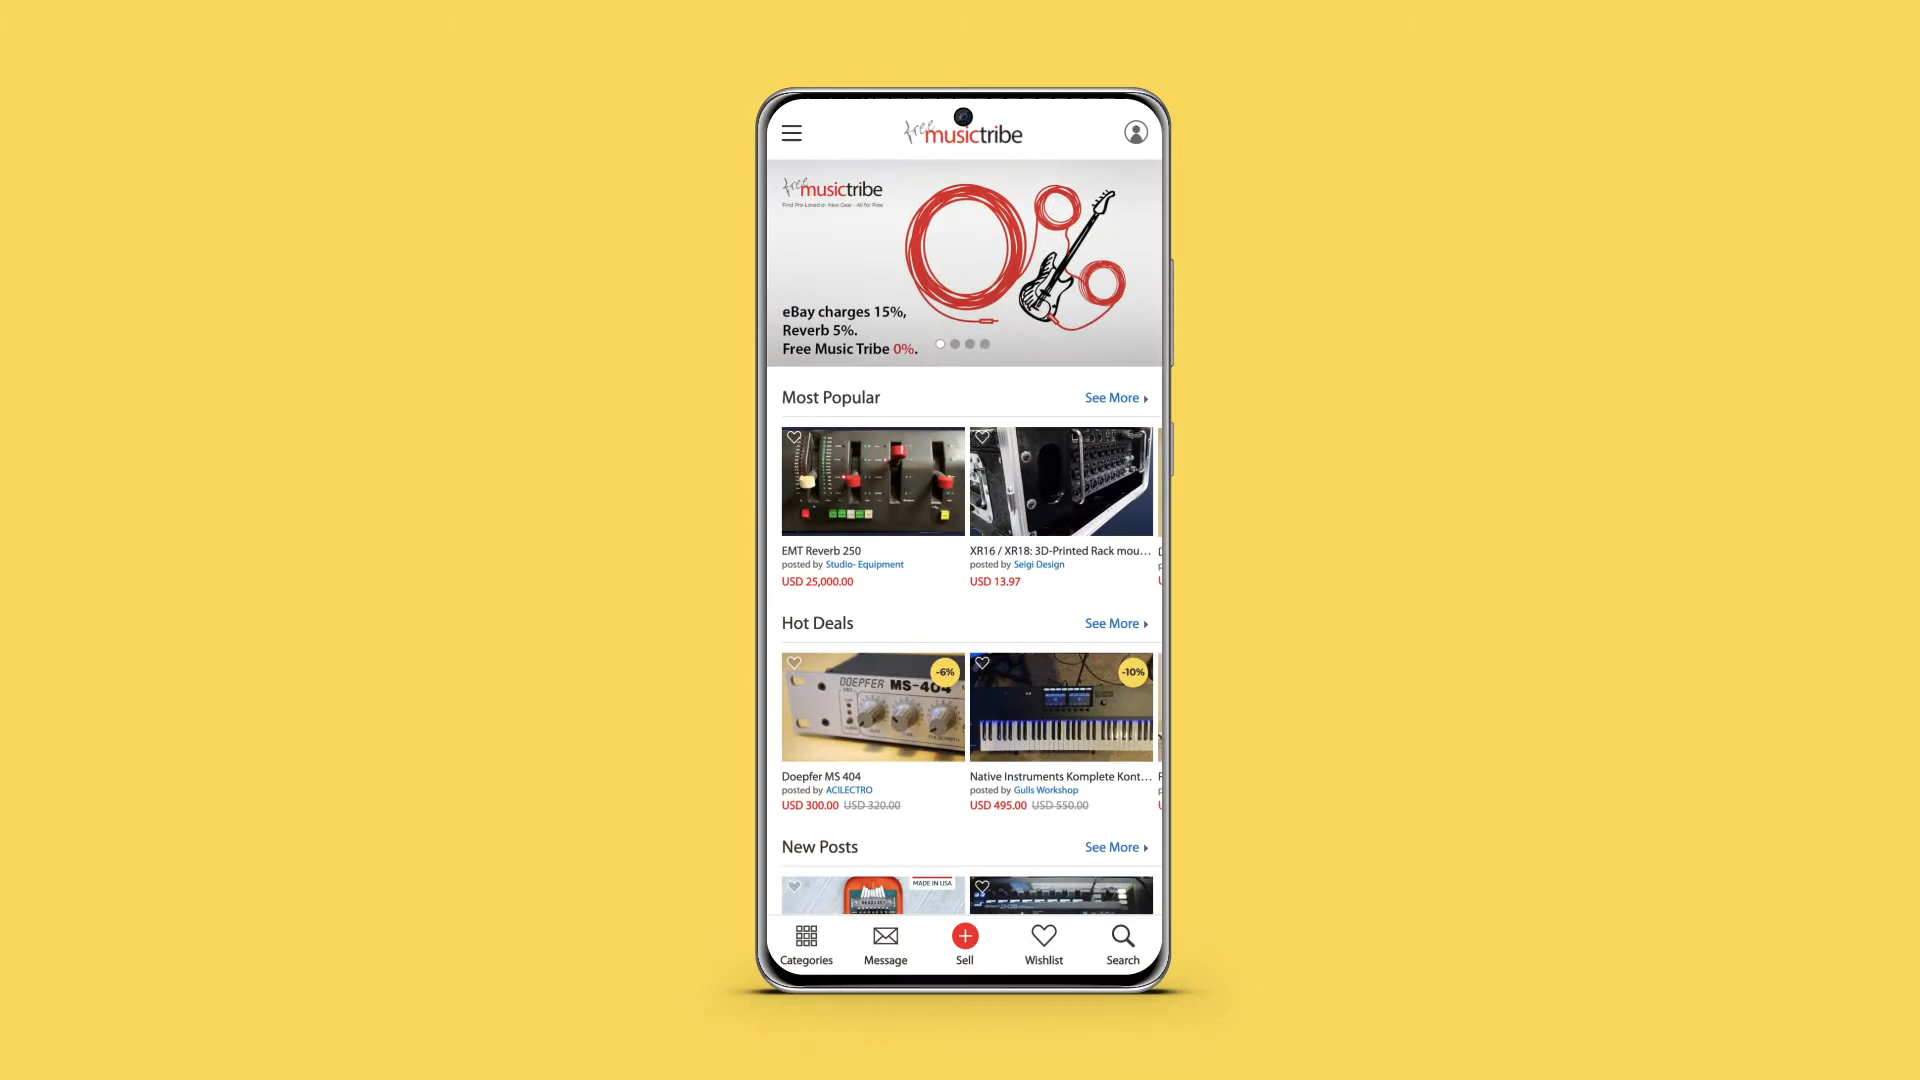 free musictribe
free musictribe
Find Pre-Loved or New Gear - All for Free
eBay charges 15%,
Reverb 5%.
Free Music Tribe 0%.
Most Popular
See More
EMT Reverb 250
posted by Studio- Equipment
USD 25,000.00
XR16 / XR18: 3D-Printed Rack mou...
posted by Seigi Design
USD 13.97
Hot Deals
See More
DOEPFER MS-404
-6%
-10%
Doepfer MS 404
posted by ACILECTRO
USD 300.00 USD 320.00
Native Instruments Komplete Kont...
posted by Gulls Workshop
USD 495.00 USD 550.00
New Posts
See More
MADE IN USA
Categories
Message
Sell
Wishlist
Search